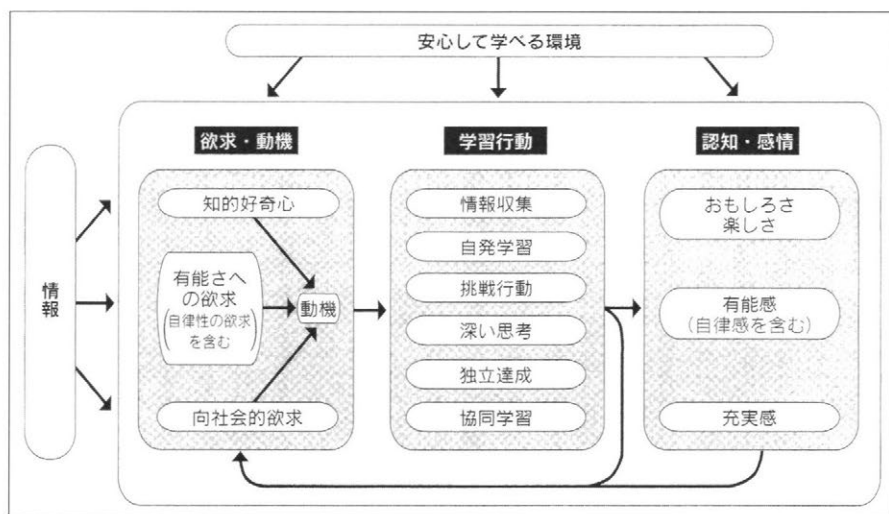 安心して学べる環境
情報
欲求・動機
知的好奇心
有能さへ
の欲求
(自律性の欲求
を含む)
動機
向社会的欲求
学習行動
情報収集
自発学習
挑戦行動
深い思考
独立達成
協同学習
認知・感情
おもしろさ
楽しさ
有能感
(自律感を含む)
充実感